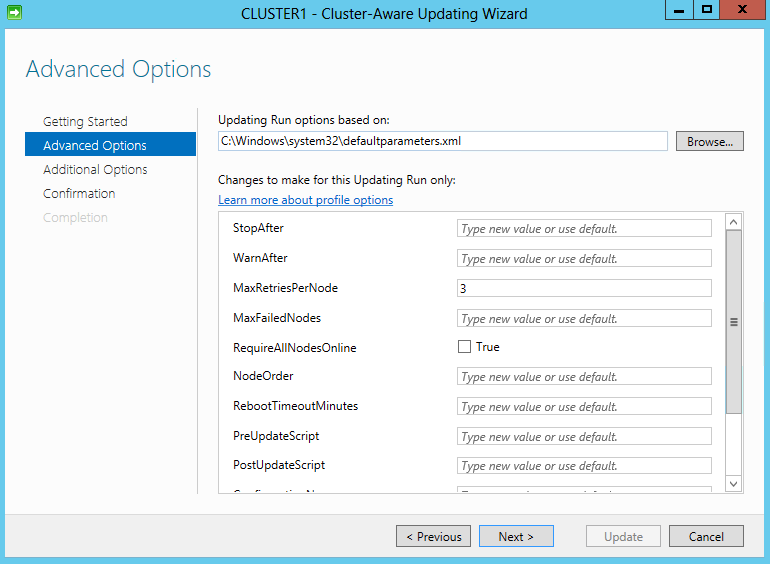 CLUSTER1 - Cluster-Aware Updating Wizard
Advanced Options
Getting Started
Advanced Options
Additional Options
Confirmation
Completion
Updating Run options based on:
C:\Windows\system32\defaultparameters.xml
Browse...
Changes to make for this Updating Run only:
Learn more about profile options
StopAfter Type new value or use default.
WarnAfter Type new value or use default.
MaxRetriesPerNode 3
MaxFailedNodes Type new value or use default.
RequireAllNodesOnline True
NodeOrder Type new value or use default.
RebootTimeoutMinutes Type new value or use default.
PreUpdateScript Type new value or use default.
PostUpdateScript Type new value or use default.
< Previous Next > Update Cancel